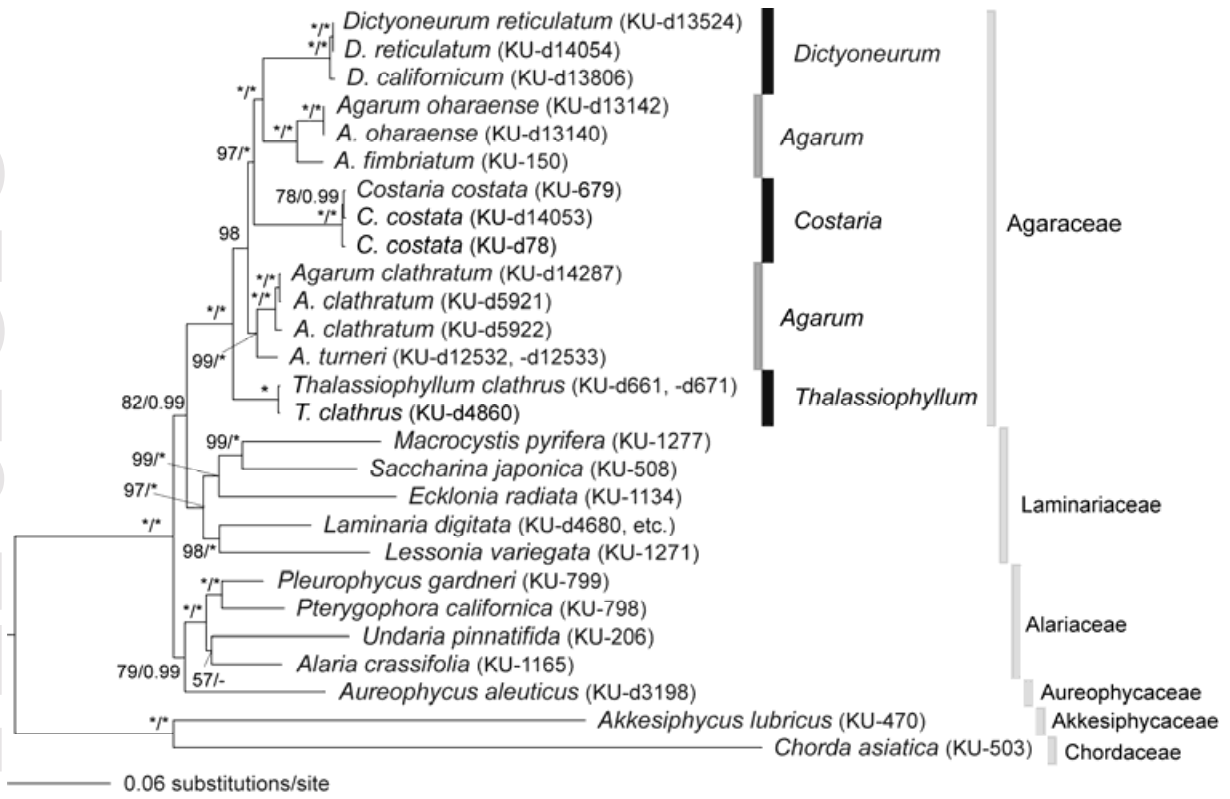 Dictyoneurum reticulatum (KU-d13524)
*/*
*/*
D. reticulatum (KU-d14054)
D. californicum (KU-d13806)
Dictyoneurum
*/*
Agarum oharaense (KU-d13142)
*/*
*/*
A. oharaense (KU-d13140)
A. fimbriatum (KU-150)
Agarum
97/*
Costaria costata (KU-679)
78/0.99
*/*
C. costata (KU-d14053)
C. costata (KU-d78)
Costaria
Agaraceae
98
Agarum clathratum (KU-d14287)
*/*
*/*
A. clathratum (KU-d5921)
A. clathratum (KU-d5922)
*/*
99/*
A. turneri (KU-d12532, -d12533)
Agarum
Thalassiophyllum clathrus (KU-d661, -d671)
*
T. clathrus (KU-d4860)
Thalassiophyllum
82/0.99
Macrocystis pyrifera (KU-1277)
99/*
Saccharina japonica (KU-508)
99/*
Ecklonia radiata (KU-1134)
97/*
Laminaria digitata (KU-d4680, etc.)
*/*
98/*
Lessonia variegata (KU-1271)
Laminariaceae
Pleurophycus gardneri (KU-799)
*/*
Pterygophora californica (KU-798)
*/*
Undaria pinnatifida (KU-206)
Alaria crassifolia (KU-1165)
57/-
Alariaceae
79/0.99
Aureophycus aleuticus (KU-d3198)
Aureophycaceae
*/*
Akkesiphycus lubricus (KU-470)
Akkesiphycaceae
Chorda asiatica (KU-503)
Chordaceae
0.06 substitutions/site